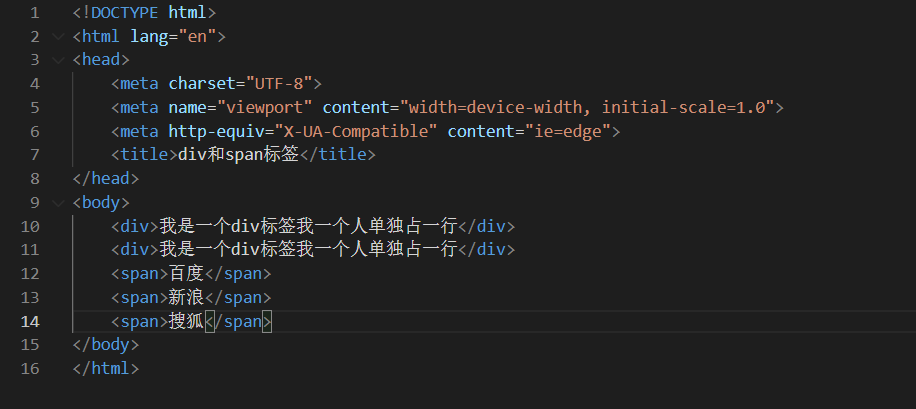 1 <!DOCTYPE html>
2 <html lang="en">
3 <head>
4     <meta charset="UTF-8">
5     <meta name="viewport" content="width=device-width, initial-scale=1.0">
6     <meta http-equiv="X-UA-Compatible" content="ie=edge">
7     <title>div和span标签</title>
8 </head>
9 <body>
10     <div>我是一个div标签我一个人单独占一行</div>
11     <div>我是一个div标签我一个人单独占一行</div>
12     <span>百度</span>
13     <span>新浪</span>
14     <span>搜狐</span>
15 </body>
16 </html>